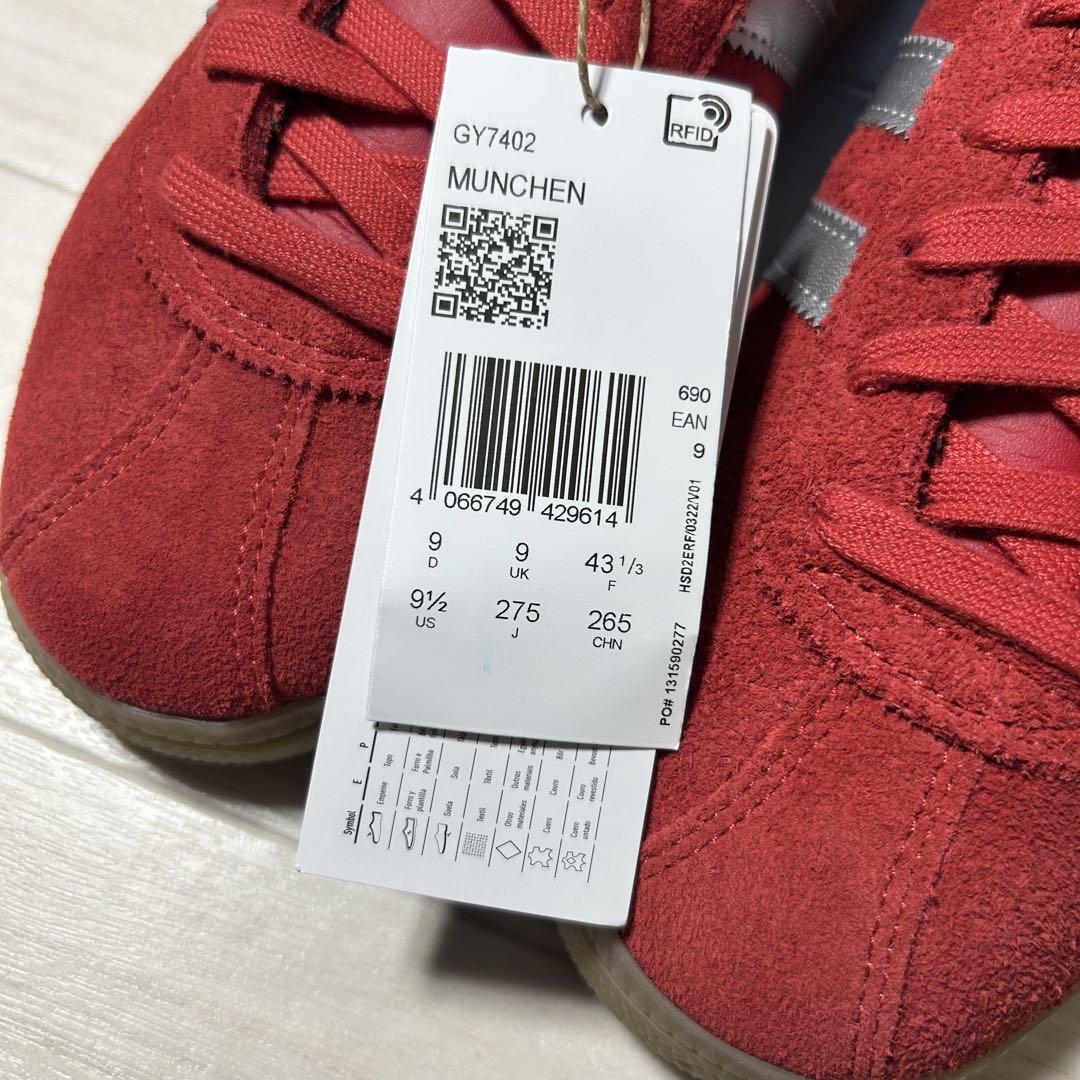 RFID
GY7402
MUNCHEN
690
EAN
9
4 066749 429614
9 9 43 1/3
D UK F
9½ 275 265
US J CHN
HSD2ERF/0322/V01
PO# 131590277
Symbol
E P
Empeine Topo
Forro y plantilla Forro e Palmilha
Suela Sola
Textil Têxtil
Otros materiales Outros materiais
Cuero Couro
Cuero untado Couro revestido